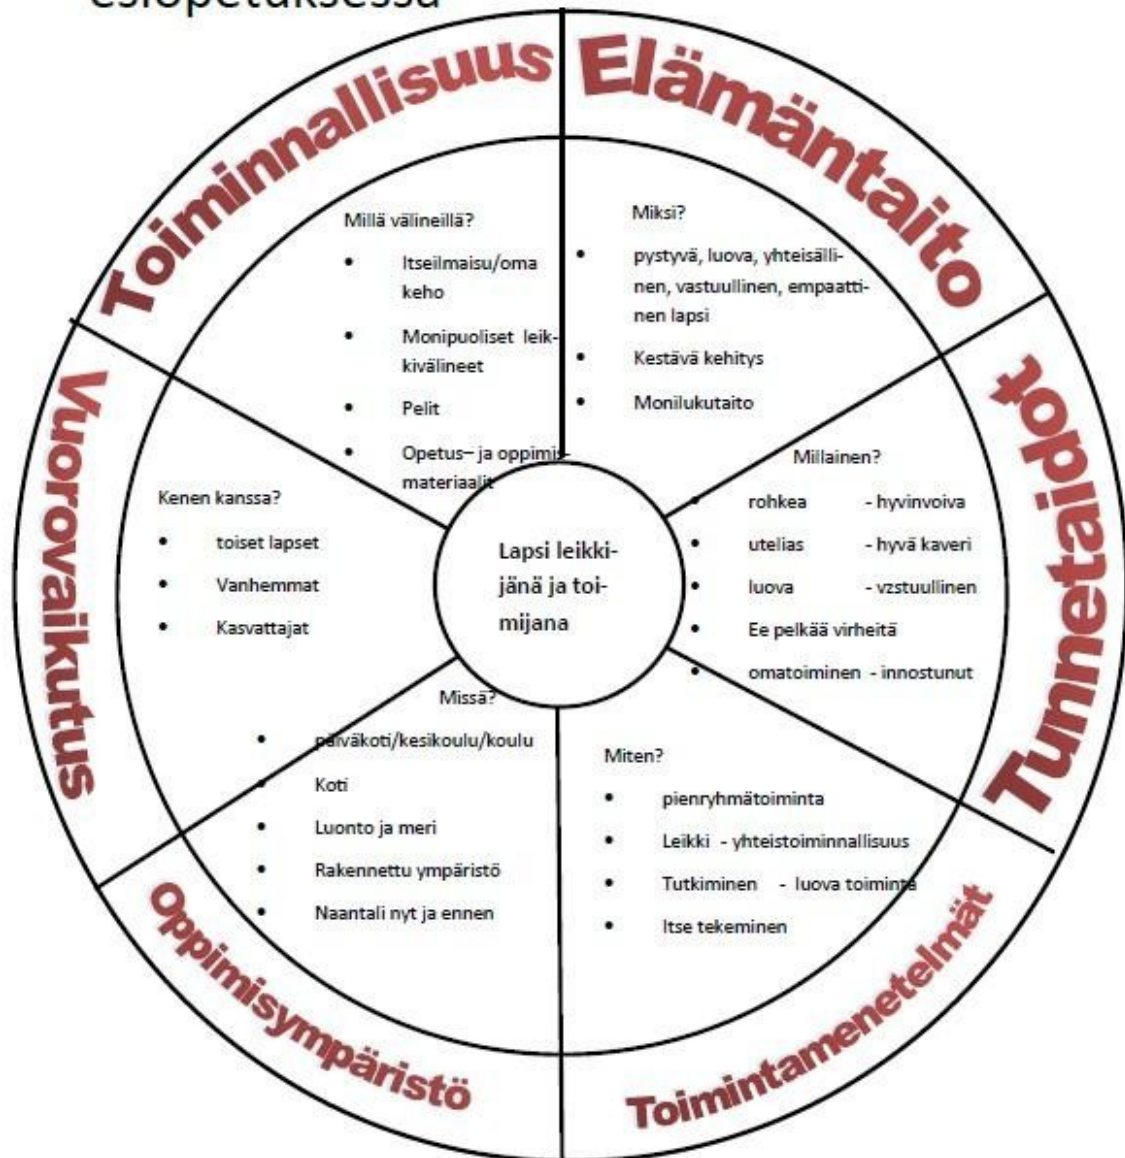 esiopetuksessa
Toiminnallisuus
Elämäntaito
Tunnetaidot
Toimintamenetelmät
Oppimisympäristö
Vuorovaikutus
Millä välineillä?
• Itseilmaisu/oma
keho
• Monipuoliset leik-
kivälineet
• Pelit
• Opetus– ja oppimis-
materiaalit
Miksi?
• pystyvä, luova, yhteisälli-
nen, vastuullinen, empaatti-
nen lapsi
• Kestävä kehitys
• Monilukutaito
Millainen?
• rohkea - hyvinvoiva
• utelias - hyvä kaveri
• luova - vzstuullinen
• Ee pelkää virheitä
• omatoiminen - innostunut
Kenen kanssa?
• toiset lapset
• Vanhemmat
• Kasvattajat
Lapsi leikki-
jänä ja toi-
mijana
Missä?
• päiväkoti/kesikoulu/koulu
• Koti
• Luonto ja meri
• Rakennettu ympäristö
• Naantali nyt ja ennen
Miten?
• pienryhmätoiminta
• Leikki - yhteistoiminnallisuus
• Tutkiminen - luova toiminta
• Itse tekeminen